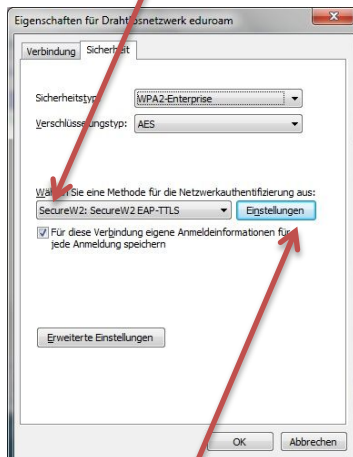 Eigenschaften für Drahtlosnetzwerk eduroam
Verbindung Sicherheit
Sicherheitstyp: WPA2-Enterprise
Verschlüsselungstyp: AES
Wählen Sie eine Methode für die Netzwerkauthentifizierung aus:
SecureW2: SecureW2 EAP-TTLS Einstellungen
Für diese Verbindung eigene Anmeldeinformationen für
jede Anmeldung speichern
Erweiterte Einstellungen
OK Abbrechen